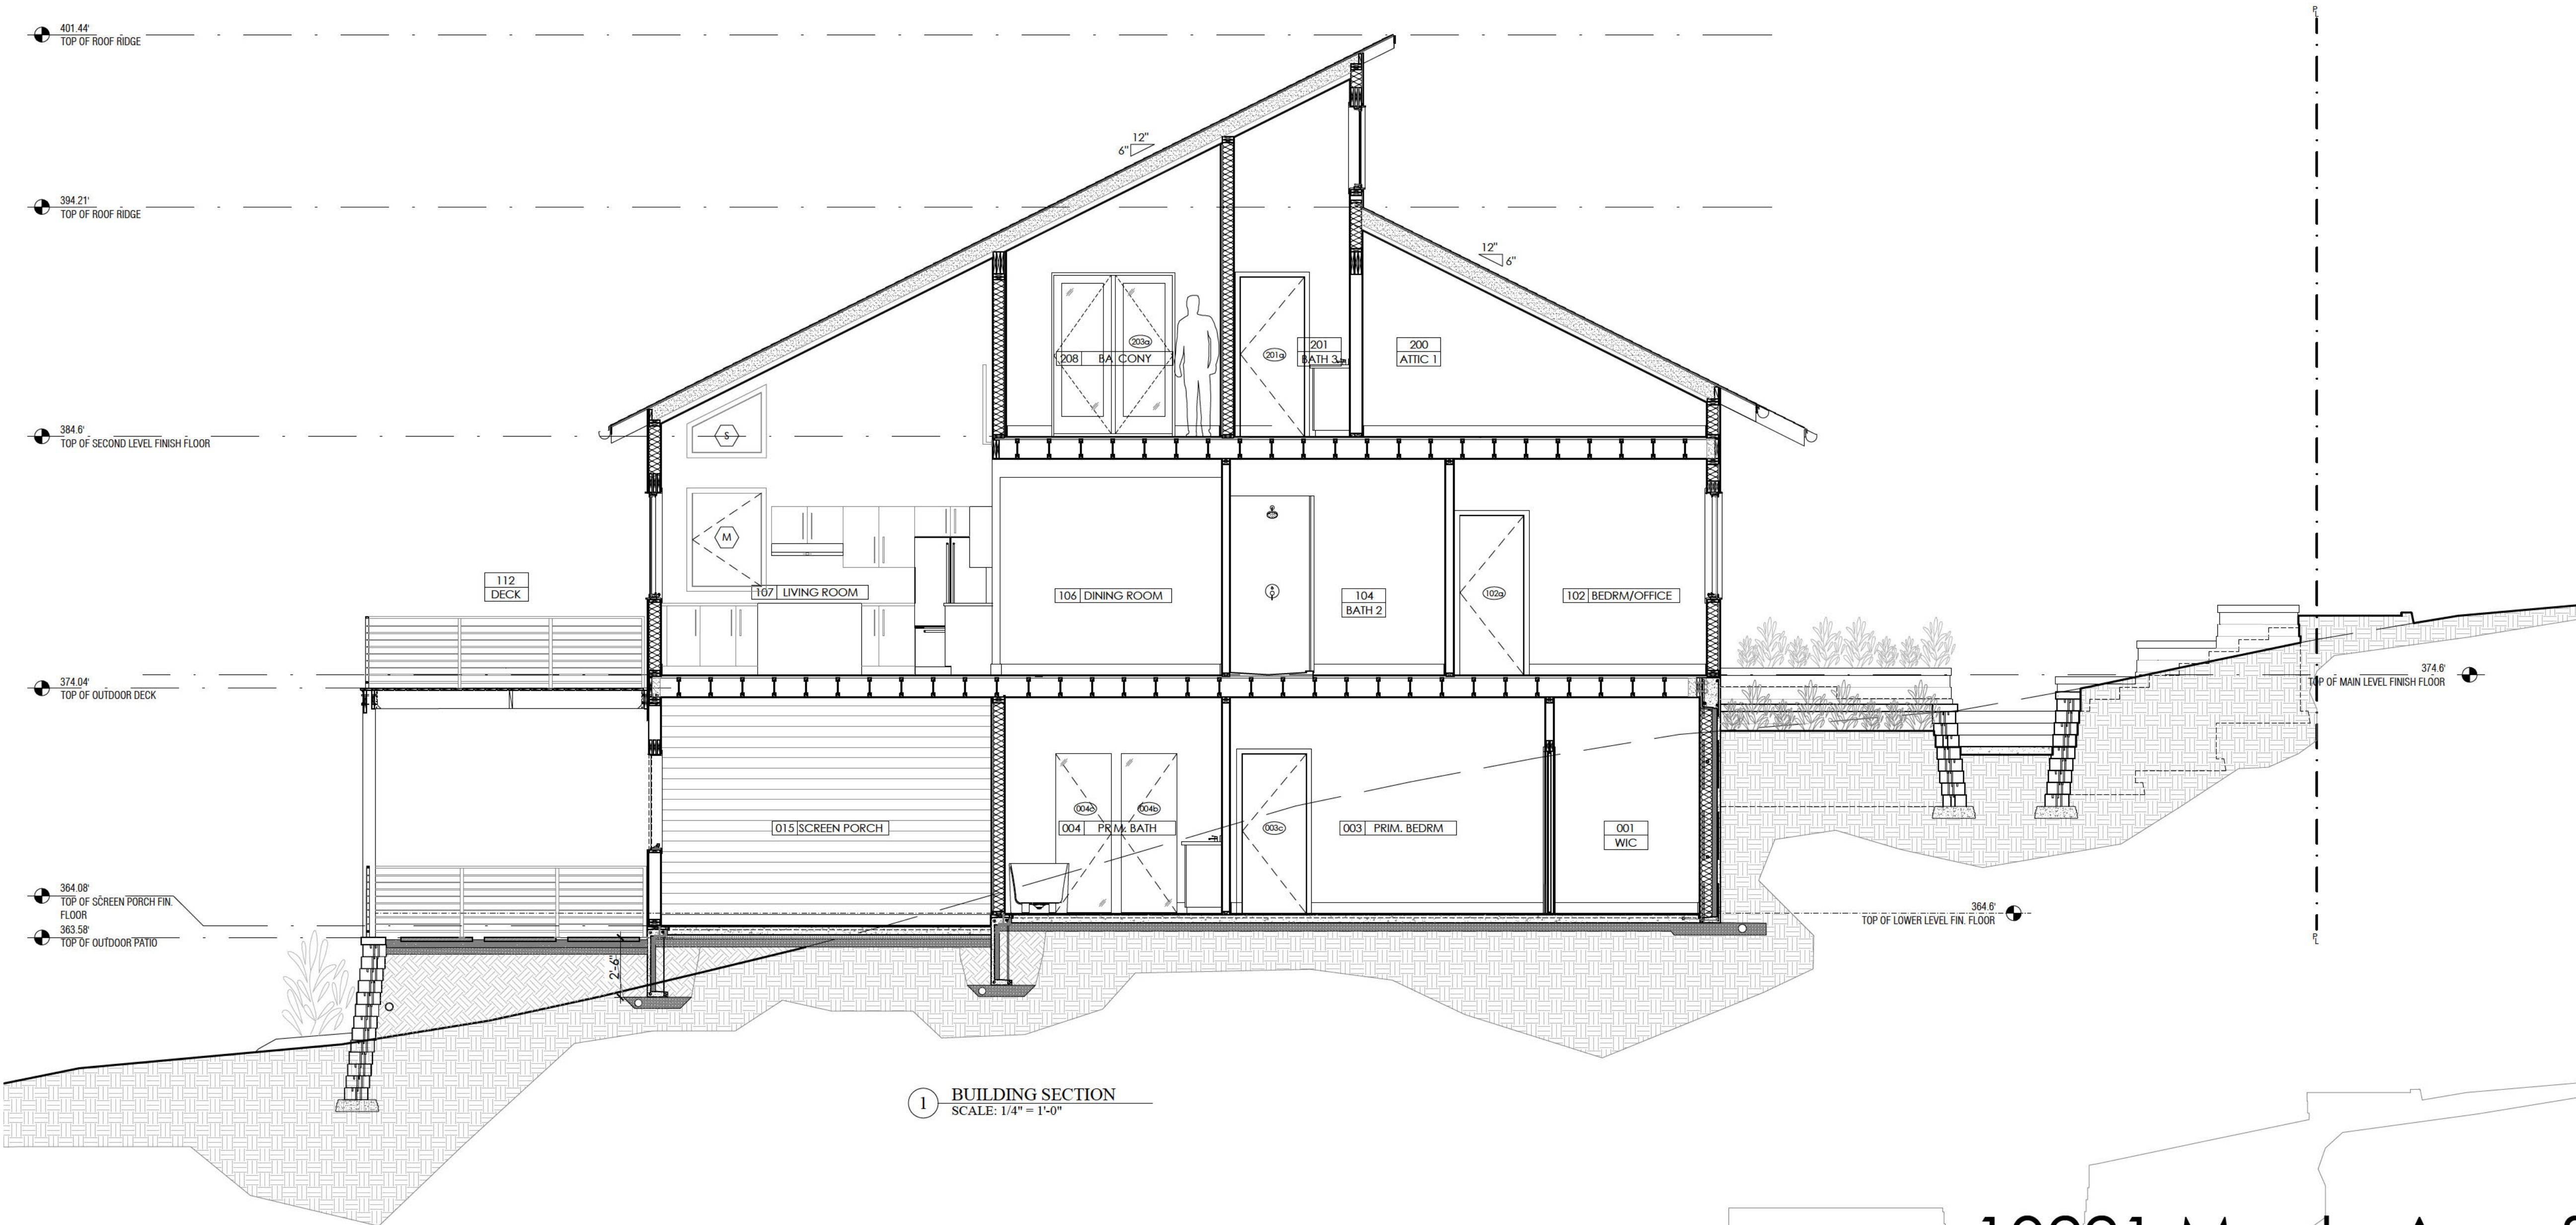 401.44'
TOP OF ROOF RIDGE
P
L
12"
6"
394.21'
TOP OF ROOF RIDGE
12"
6"
203a
208 BA CONY
201a
201
BATH 3
200
ATTIC 1
384.6'
TOP OF SECOND LEVEL FINISH FLOOR
S
M
112
DECK
107 LIVING ROOM
106 DINING ROOM
104
BATH 2
102a
102 BEDRM/OFFICE
374.04'
TOP OF OUTDOOR DECK
374.6'
TOP OF MAIN LEVEL FINISH FLOOR
015 SCREEN PORCH
004c
004b
004 PRIM. BATH
003c
003 PRIM. BEDRM
001
WIC
364.08'
TOP OF SCREEN PORCH FIN.
FLOOR
363.58'
TOP OF OUTDOOR PATIO
364.6'
TOP OF LOWER LEVEL FIN. FLOOR
P
L
2'-6"
1
BUILDING SECTION
SCALE: 1/4" = 1'-0"